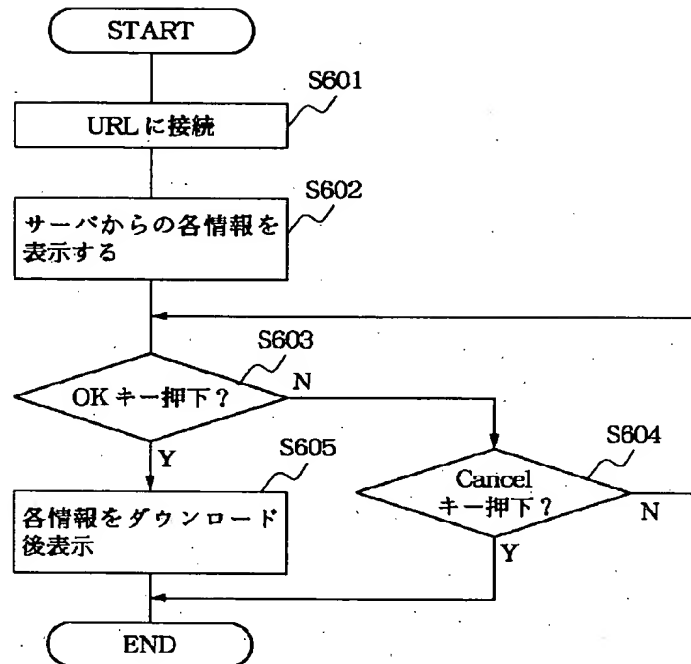 START
S601
URLに接続
S602
サーバからの各情報を
表示する
S603
OKキー押下?
N
Y
S604
Cancel
キー押下?
N
Y
S605
各情報をダウンロード
後表示
END